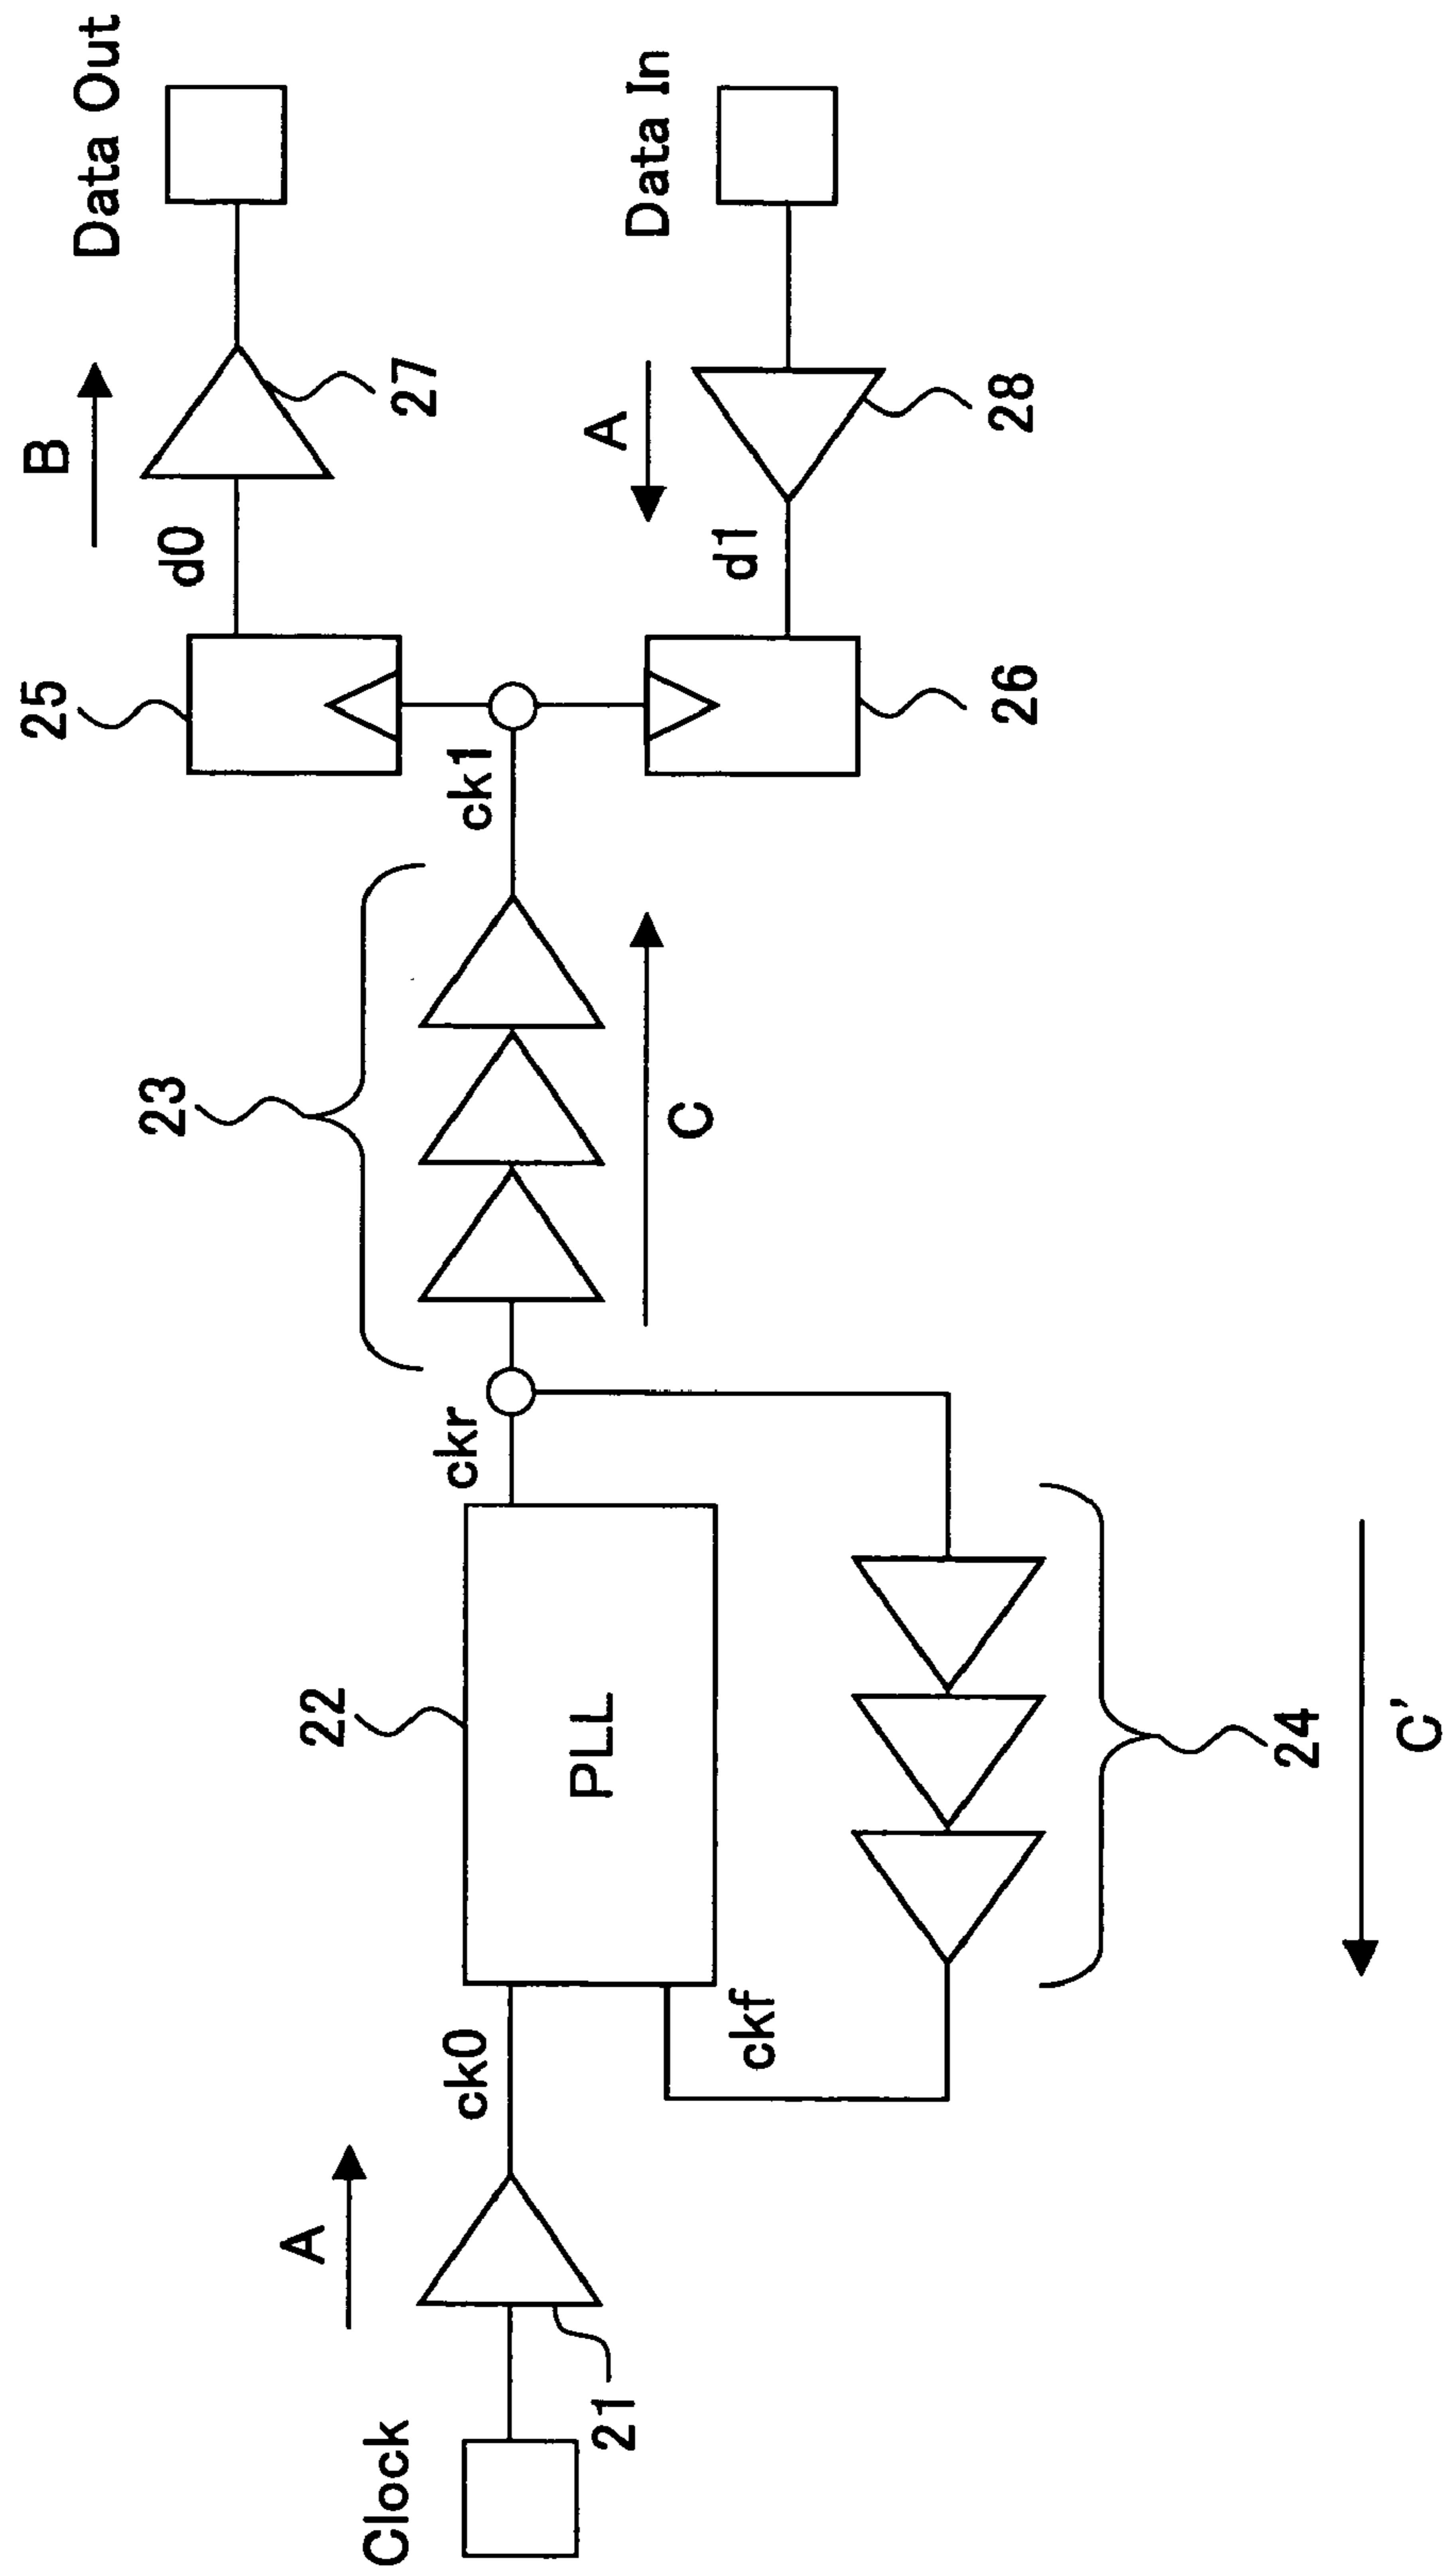 Clock
A
21
ck0
ckf
22
PLL
ckr
24
C'
23
C
ck1
25
26
d0
B
27
Data Out
d1
A
28
Data In